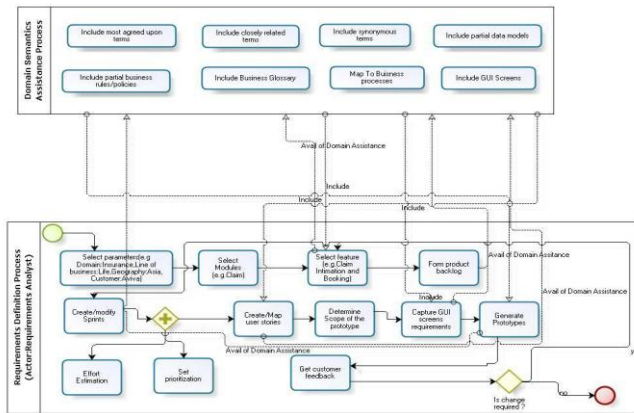 Domain Semantics
Assistance Process
Include most agreed upon
terms
Include closely related
terms
Include synonymous
terms
Include partial data models
Include partial business
rules/policies
Include Business Glossary
Map To Buisness
processes
Include GUI Screens
Avail of Domain Assistance
Include
Include
Include
Requirements Definition Process
(Actor:Requirements Analyst)
Select parameters(e.g
Domain:Insurance,Line of
business:Life,Geography:Asia,
Customer:Aviva)
Select
Modules
(e.g.Claim)
Select feature
(e.g.Claim
Intimation and
Booking)
Form product
backlog
Avail of Domain Assistance
Avail of Domain Assistance
Create/modify
Sprints
Create/Map
user stories
Determine
Scope of the
prototype
Include
Capture GUI
screens
requirements
Generate
Prototypes
Avail of Domain Assistance
Effort
Estimation
Set
prioritization
Get customer
feedback
Is change
required ?
y